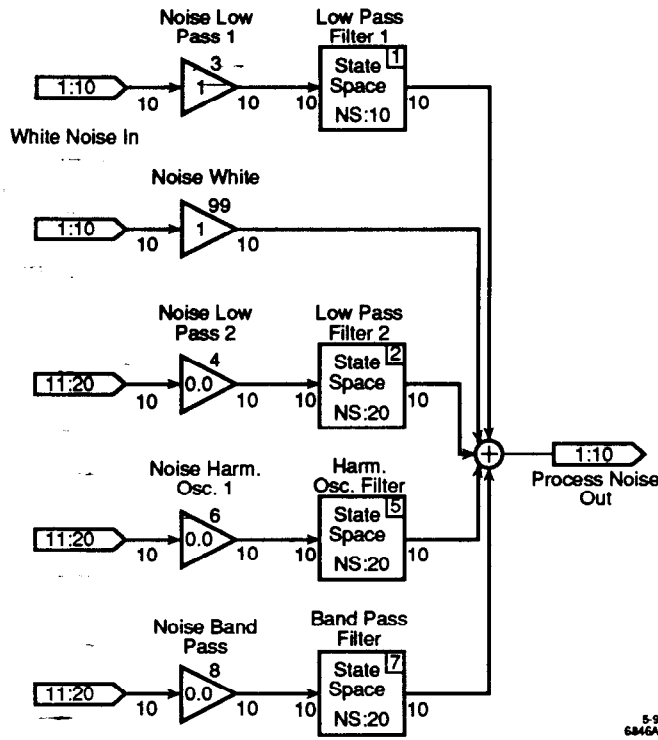 Noise Low Pass 1
Low Pass Filter 1
3
1
State Space
NS:10
1:10
10
1
10
10
10
White Noise In
Noise White
99
1:10
10
1
10
Noise Low Pass 2
Low Pass Filter 2
4
2
State Space
NS:20
11:20
10
0.0
10
10
10
+
1:10
Process Noise Out
Noise Harm. Osc. 1
Harm. Osc. Filter
6
5
State Space
NS:20
11:20
10
0.0
10
10
10
Noise Band Pass
Band Pass Filter
8
7
State Space
NS:20
11:20
10
0.0
10
10
10
5-9
6846A